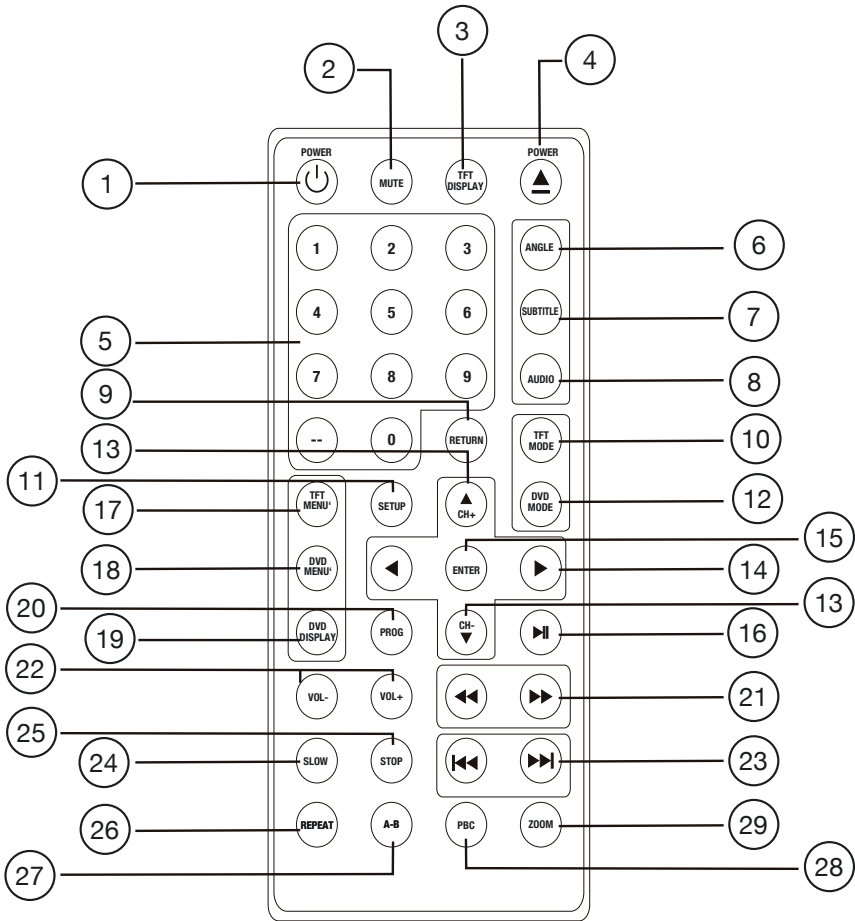 3
2
4
POWER
POWER
1
MUTE
TFT
DISPLAY
1
2
3
ANGLE
6
4
5
6
SUBTITLE
7
5
7
8
9
AUDIO
8
9
--
0
RETURN
TFT
MODE
10
13
11
TFT
MENU'
SETUP
CH+
DVD
MODE
12
17
15
DVD
MENU'
ENTER
14
18
20
DVD
DISPLAY
PROG
CH-
13
19
16
22
VOL-
VOL+
21
25
24
SLOW
STOP
23
26
REPEAT
A-B
PBC
ZOOM
29
27
28